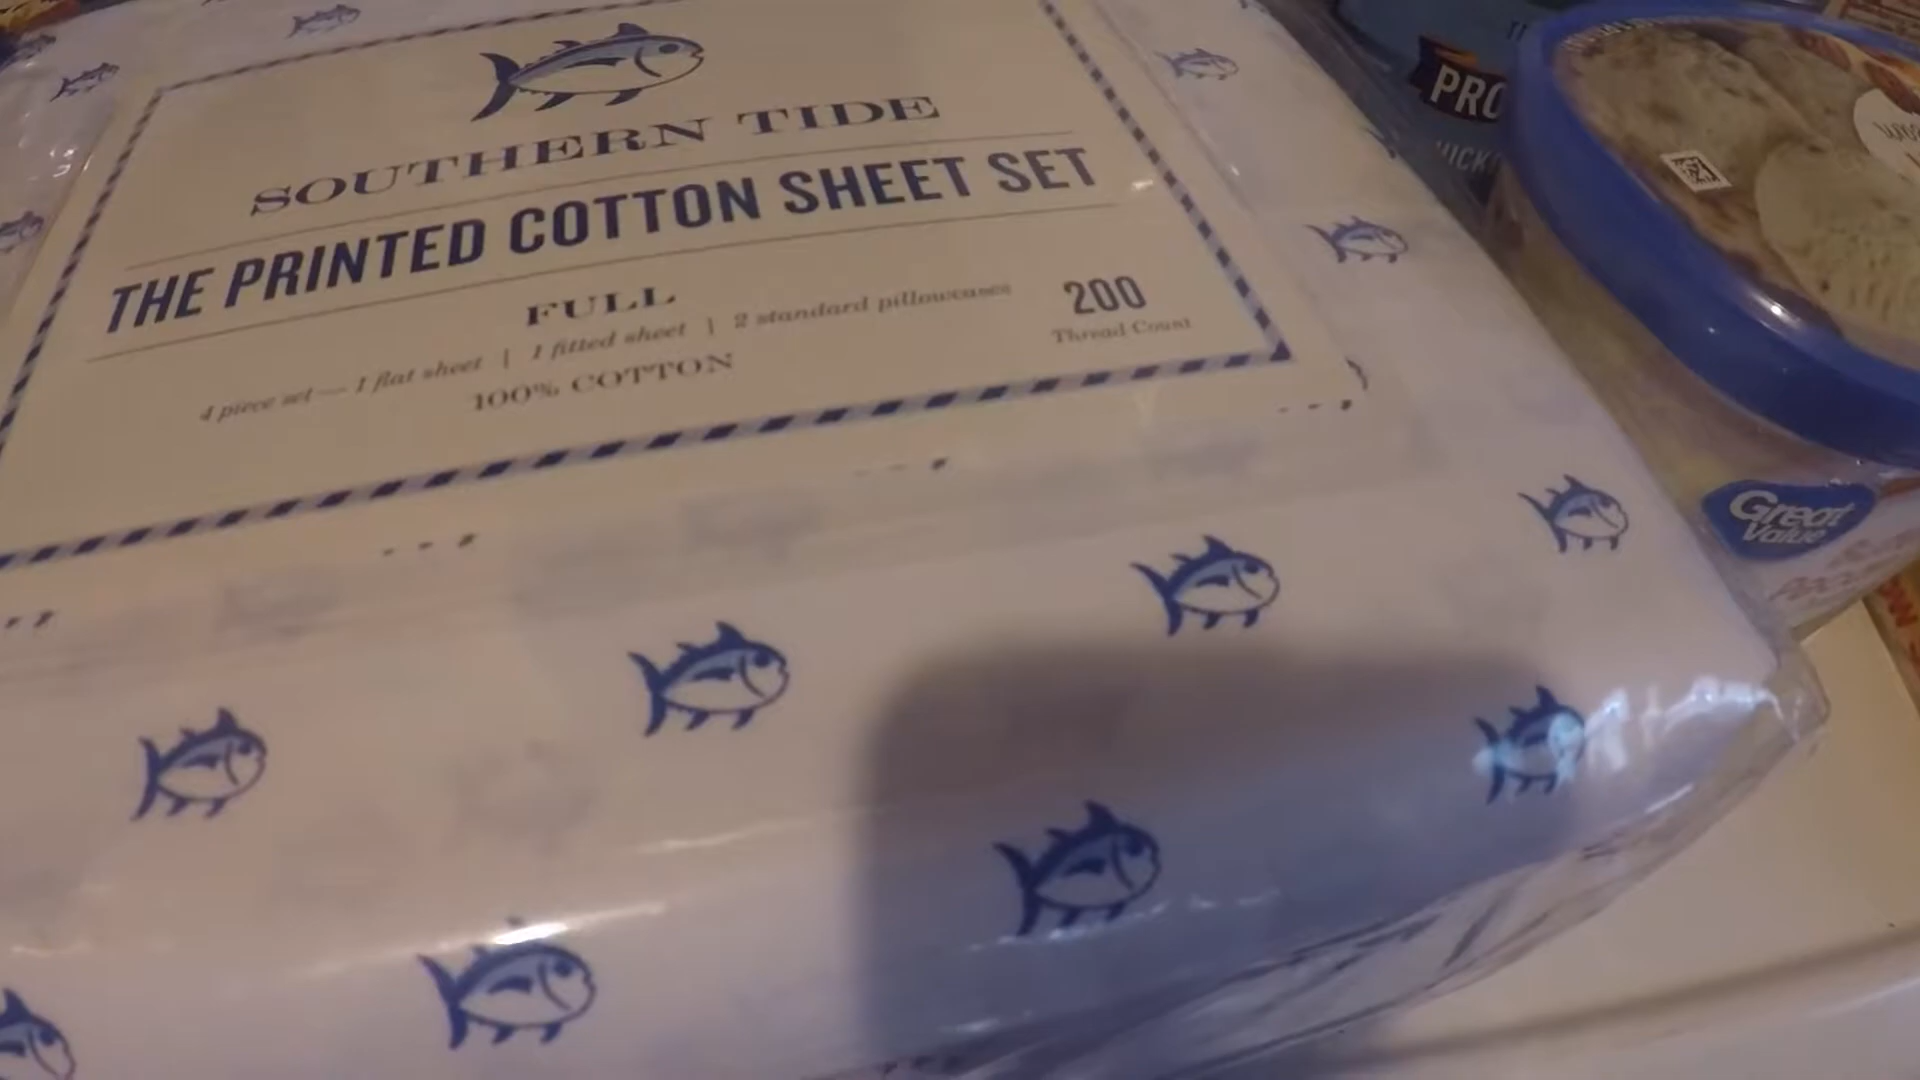 SOUTHERN TIDE
THE PRINTED COTTON SHEET SET
FULL
4 piece set — 1 flat sheet | 1 fitted sheet | 2 standard pillowcases
100% COTTON
200
Thread Count
PRO
Great
Value